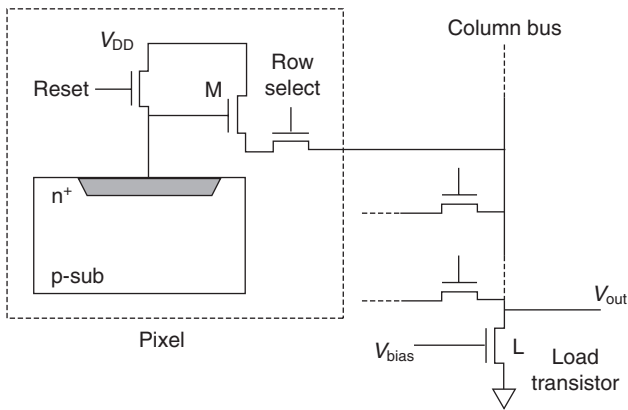 Column bus
V_DD
Row
select
Reset
M
n⁺
p-sub
Pixel
V_out
V_bias
L
Load
transistor